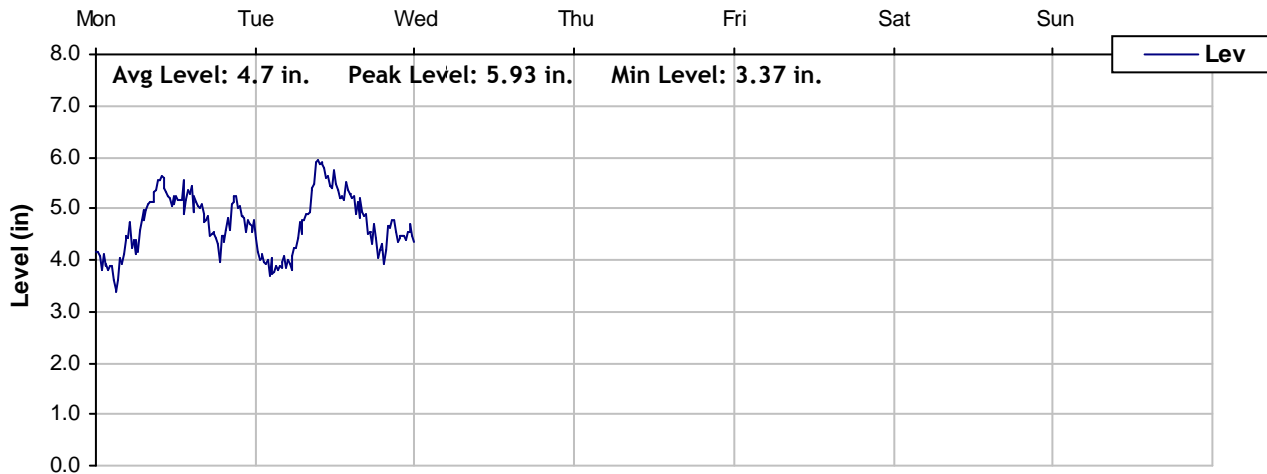 Mon Tue Wed Thu Fri Sat Sun
Lev
Avg Level: 4.7 in. Peak Level: 5.93 in. Min Level: 3.37 in.
Level (in)
8.0
7.0
6.0
5.0
4.0
3.0
2.0
1.0
0.0